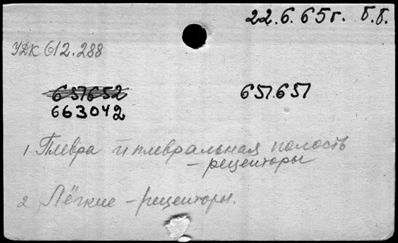 22.6.65г. б.б.
УДК 612.288
657652 657.657
663042
1. Плевра и плевральная полость
- рецепторы
2. Лёгкие - рецепторы.